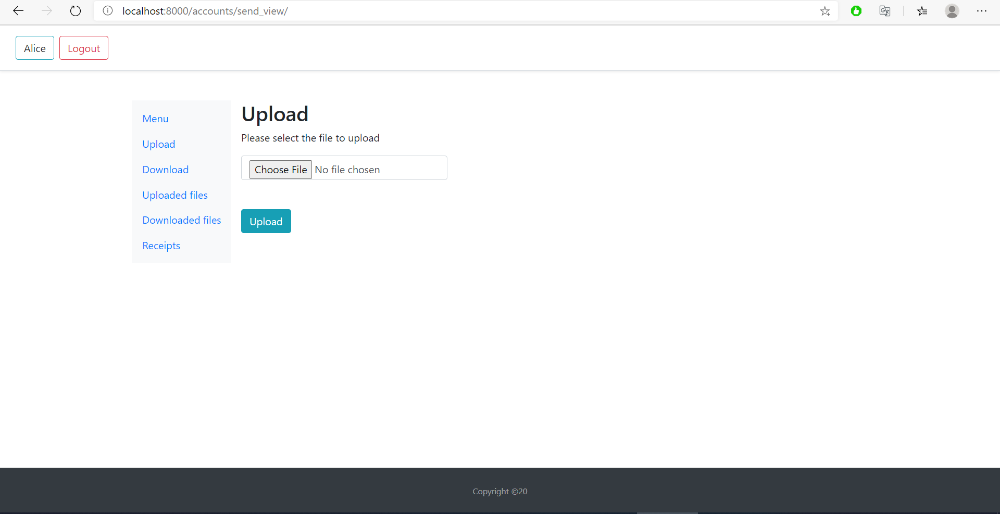 localhost:8000/accounts/send_view/
Alice Logout
Menu
Upload
Download
Uploaded files
Downloaded files
Receipts
Upload
Please select the file to upload
Choose File No file chosen
Upload
Copyright ©20